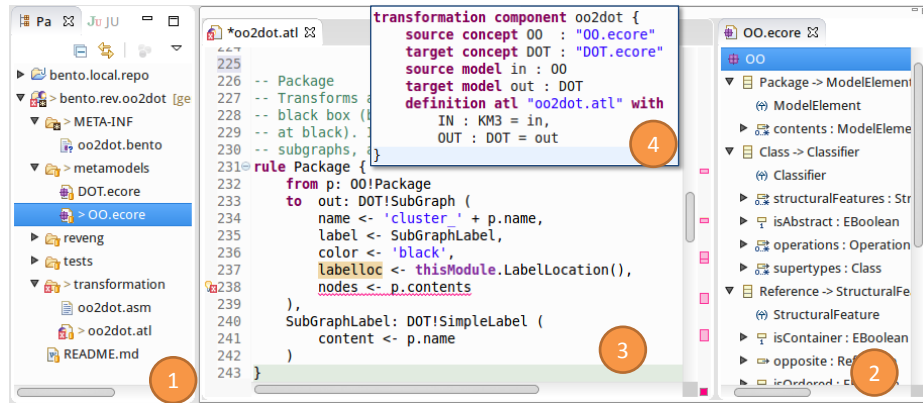 Pa
JUnit JU
bento.local.repo
> bento.rev.oo2dot [ge
> META-INF
oo2dot.bento
> metamodels
DOT.ecore
> OO.ecore
reveng
tests
> transformation
oo2dot.asm
> oo2dot.atl
README.md
1
*oo2dot.atl
224
225
226 -- Package
227 -- Transforms a
228 -- black box (b
229 -- at black). I
230 -- subgraphs, a
231 rule Package {
232 from p: OO!Package
233 to out: DOT!SubGraph (
234 name <- 'cluster_' + p.name,
235 label <- SubGraphLabel,
236 color <- 'black',
237 labelloc <- thisModule.LabelLocation(),
238 nodes <- p.contents
239 ),
240 SubGraphLabel: DOT!SimpleLabel (
241 content <- p.name
242 )
243 }
3
transformation component oo2dot {
source concept OO : "OO.ecore"
target concept DOT : "DOT.ecore"
source model in : OO
target model out : DOT
definition atl "oo2dot.atl" with
IN : KM3 = in,
OUT : DOT = out
}
4
OO.ecore
OO
Package -> ModelElement
ModelElement
contents : ModelEleme
Class -> Classifier
Classifier
structuralFeatures : Str
isAbstract : EBoolean
operations : Operation
supertypes : Class
Reference -> StructuralFea
StructuralFeature
isContainer : EBoolean
opposite : Re
isOrdered : E
2